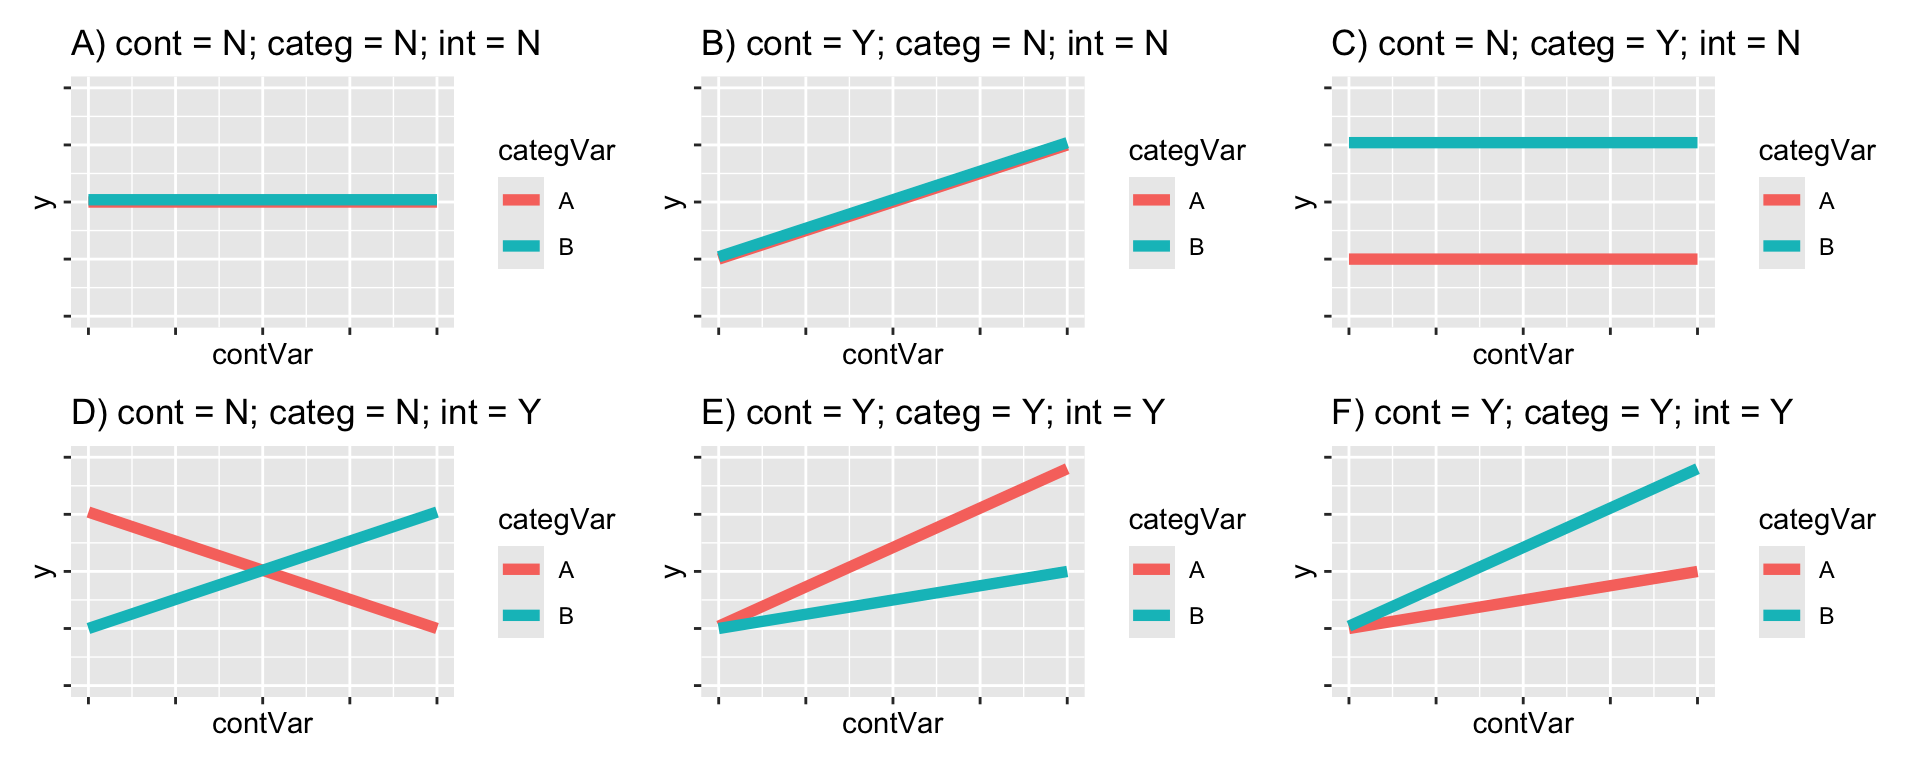 A) cont = N; categ = N; int = N
y
contVar
categVar
A
B
B) cont = Y; categ = N; int = N
y
contVar
categVar
A
B
C) cont = N; categ = Y; int = N
y
contVar
categVar
A
B
D) cont = N; categ = N; int = Y
y
contVar
categVar
A
B
E) cont = Y; categ = Y; int = Y
y
contVar
categVar
A
B
F) cont = Y; categ = Y; int = Y
y
contVar
categVar
A
B